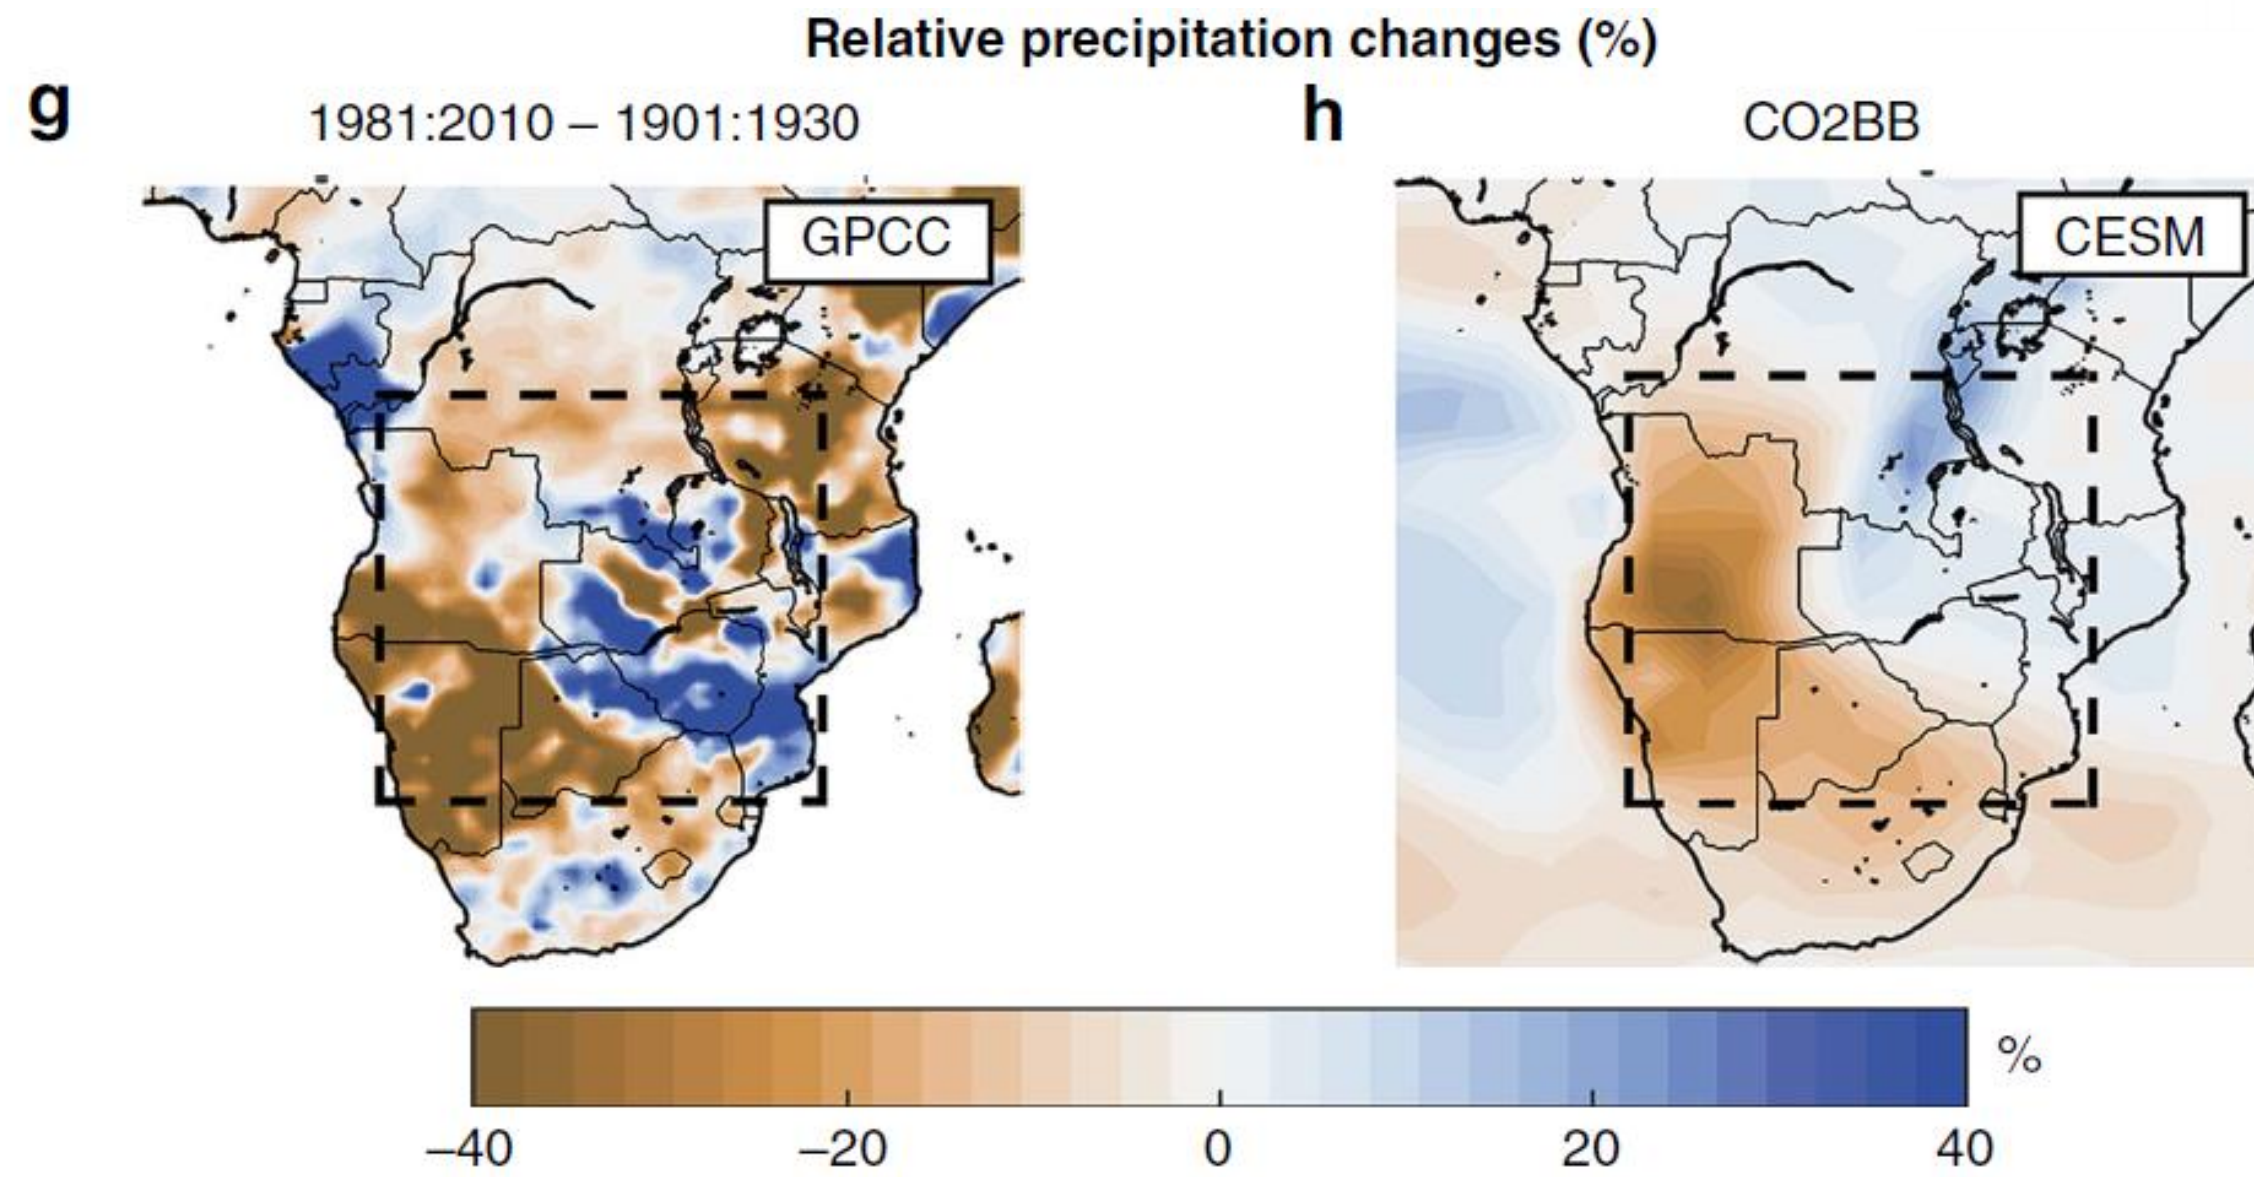 Relative precipitation changes (%)
g
1981:2010 – 1901:1930
h
CO2BB
GPCC
CESM
%
–40
–20
0
20
40